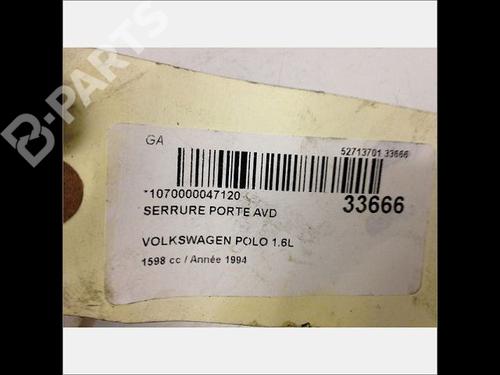 B-PARTS
GA
52713701 33666
*1070000047120
33666
SERRURE PORTE AVD
VOLKSWAGEN POLO 1.6L
1598 cc / Année 1994